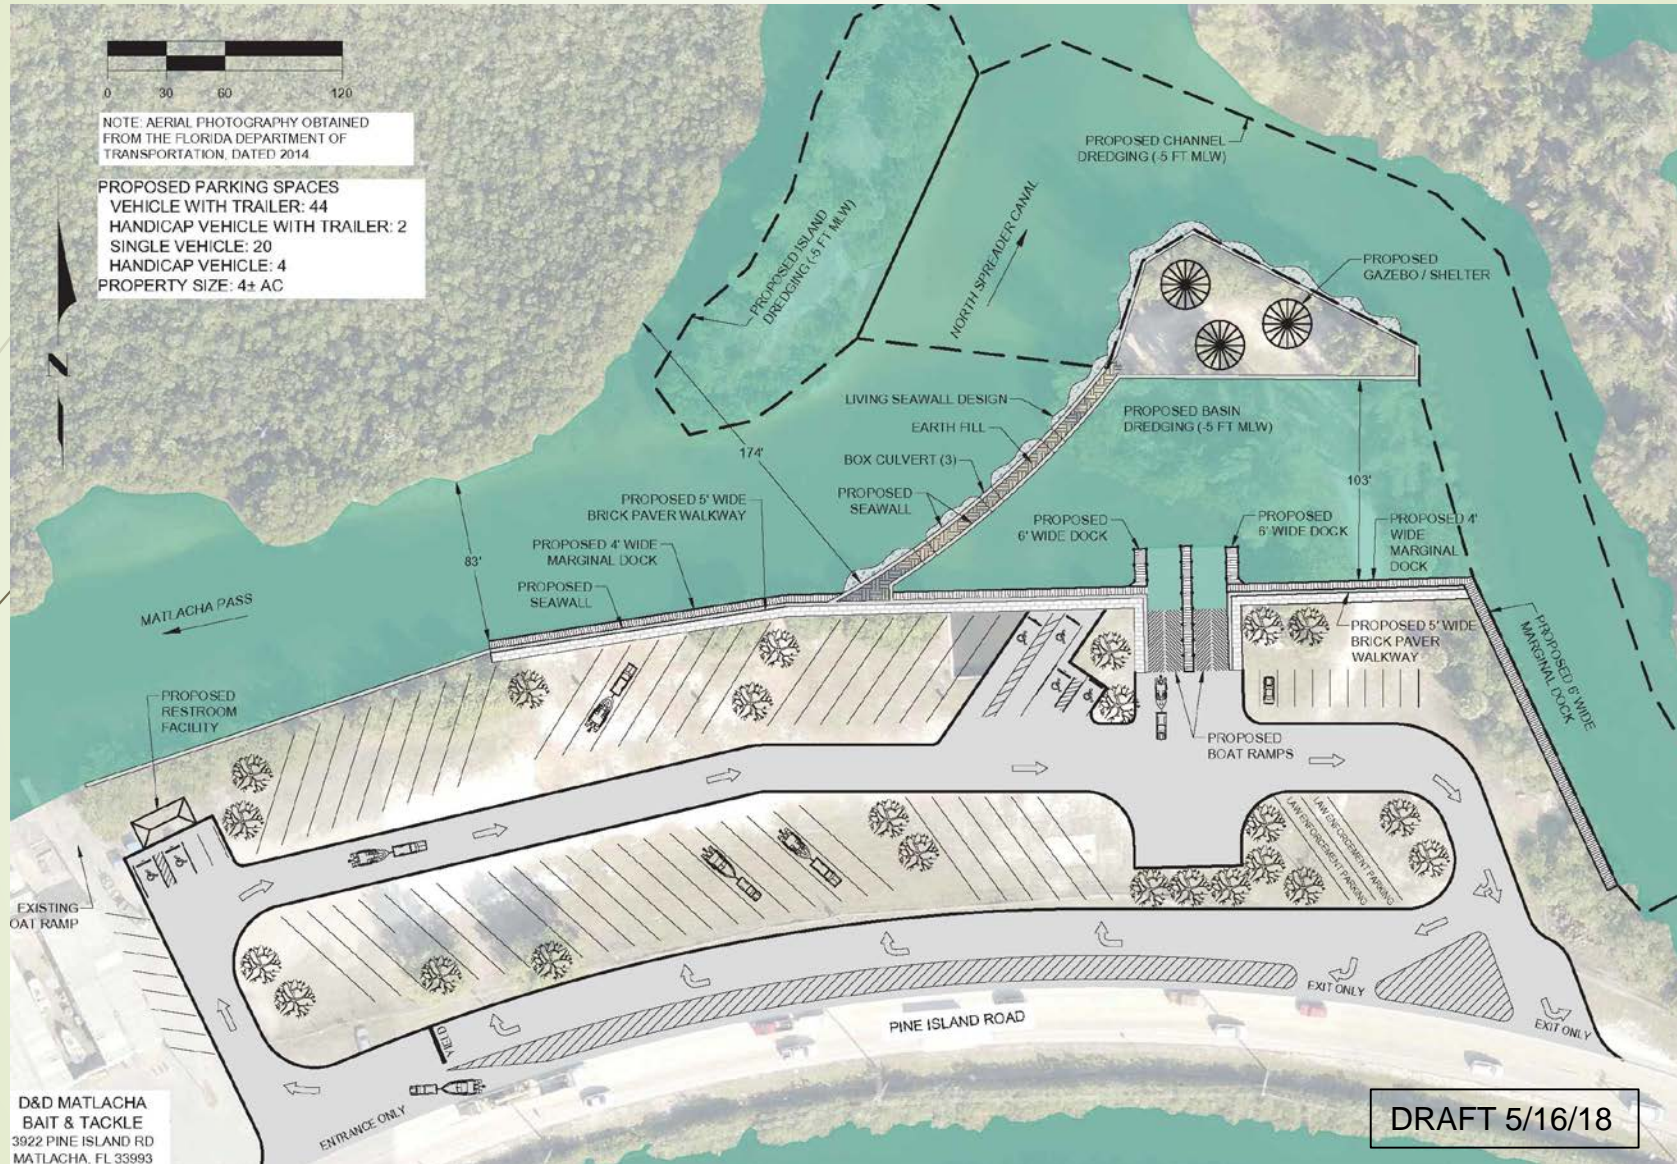 0 30 60 120
NOTE: AERIAL PHOTOGRAPHY OBTAINED
FROM THE FLORIDA DEPARTMENT OF
TRANSPORTATION, DATED 2014.
PROPOSED PARKING SPACES
VEHICLE WITH TRAILER: 44
HANDICAP VEHICLE WITH TRAILER: 2
SINGLE VEHICLE: 20
HANDICAP VEHICLE: 4
PROPERTY SIZE: 4± AC
N
PROPOSED CHANNEL
DREDGING (-5 FT MLW)
PROPOSED ISLAND
DREDGING (-5 FT MLW)
NORTH SPREADER CANAL
PROPOSED
GAZEBO / SHELTER
LIVING SEAWALL DESIGN
EARTH FILL
BOX CULVERT (3)
PROPOSED
SEAWALL
PROPOSED BASIN
DREDGING (-5 FT MLW)
174'
83'
103'
PROPOSED 5' WIDE
BRICK PAVER WALKWAY
PROPOSED 4' WIDE
MARGINAL DOCK
PROPOSED
SEAWALL
PROPOSED
6' WIDE DOCK
PROPOSED
6' WIDE DOCK
PROPOSED 4'
WIDE
MARGINAL
DOCK
MATLACHA PASS
PROPOSED 5' WIDE
BRICK PAVER
WALKWAY
PROPOSED 6' WIDE
MARGINAL DOCK
PROPOSED
RESTROOM
FACILITY
PROPOSED
BOAT RAMPS
LAW ENFORCEMENT PARKING
LAW ENFORCEMENT PARKING
EXISTING
OAT RAMP
YIELD
PINE ISLAND ROAD
EXIT ONLY
EXIT ONLY
ENTRANCE ONLY
D&D MATLACHA
BAIT & TACKLE
3922 PINE ISLAND RD
MATLACHA, FL 33993
DRAFT 5/16/18